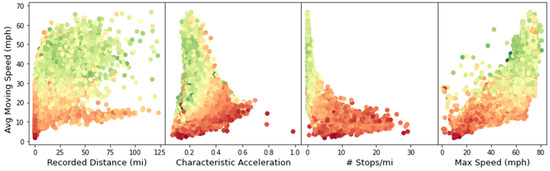 Avg Moving Speed (mph)
70
60
50
40
30
20
10
0
0 25 50 75 100 125
Recorded Distance (mi)
0.2 0.4 0.6 0.8 1.0
Characteristic Acceleration
0 10 20 30
# Stops/mi
0 20 40 60 80
Max Speed (mph)